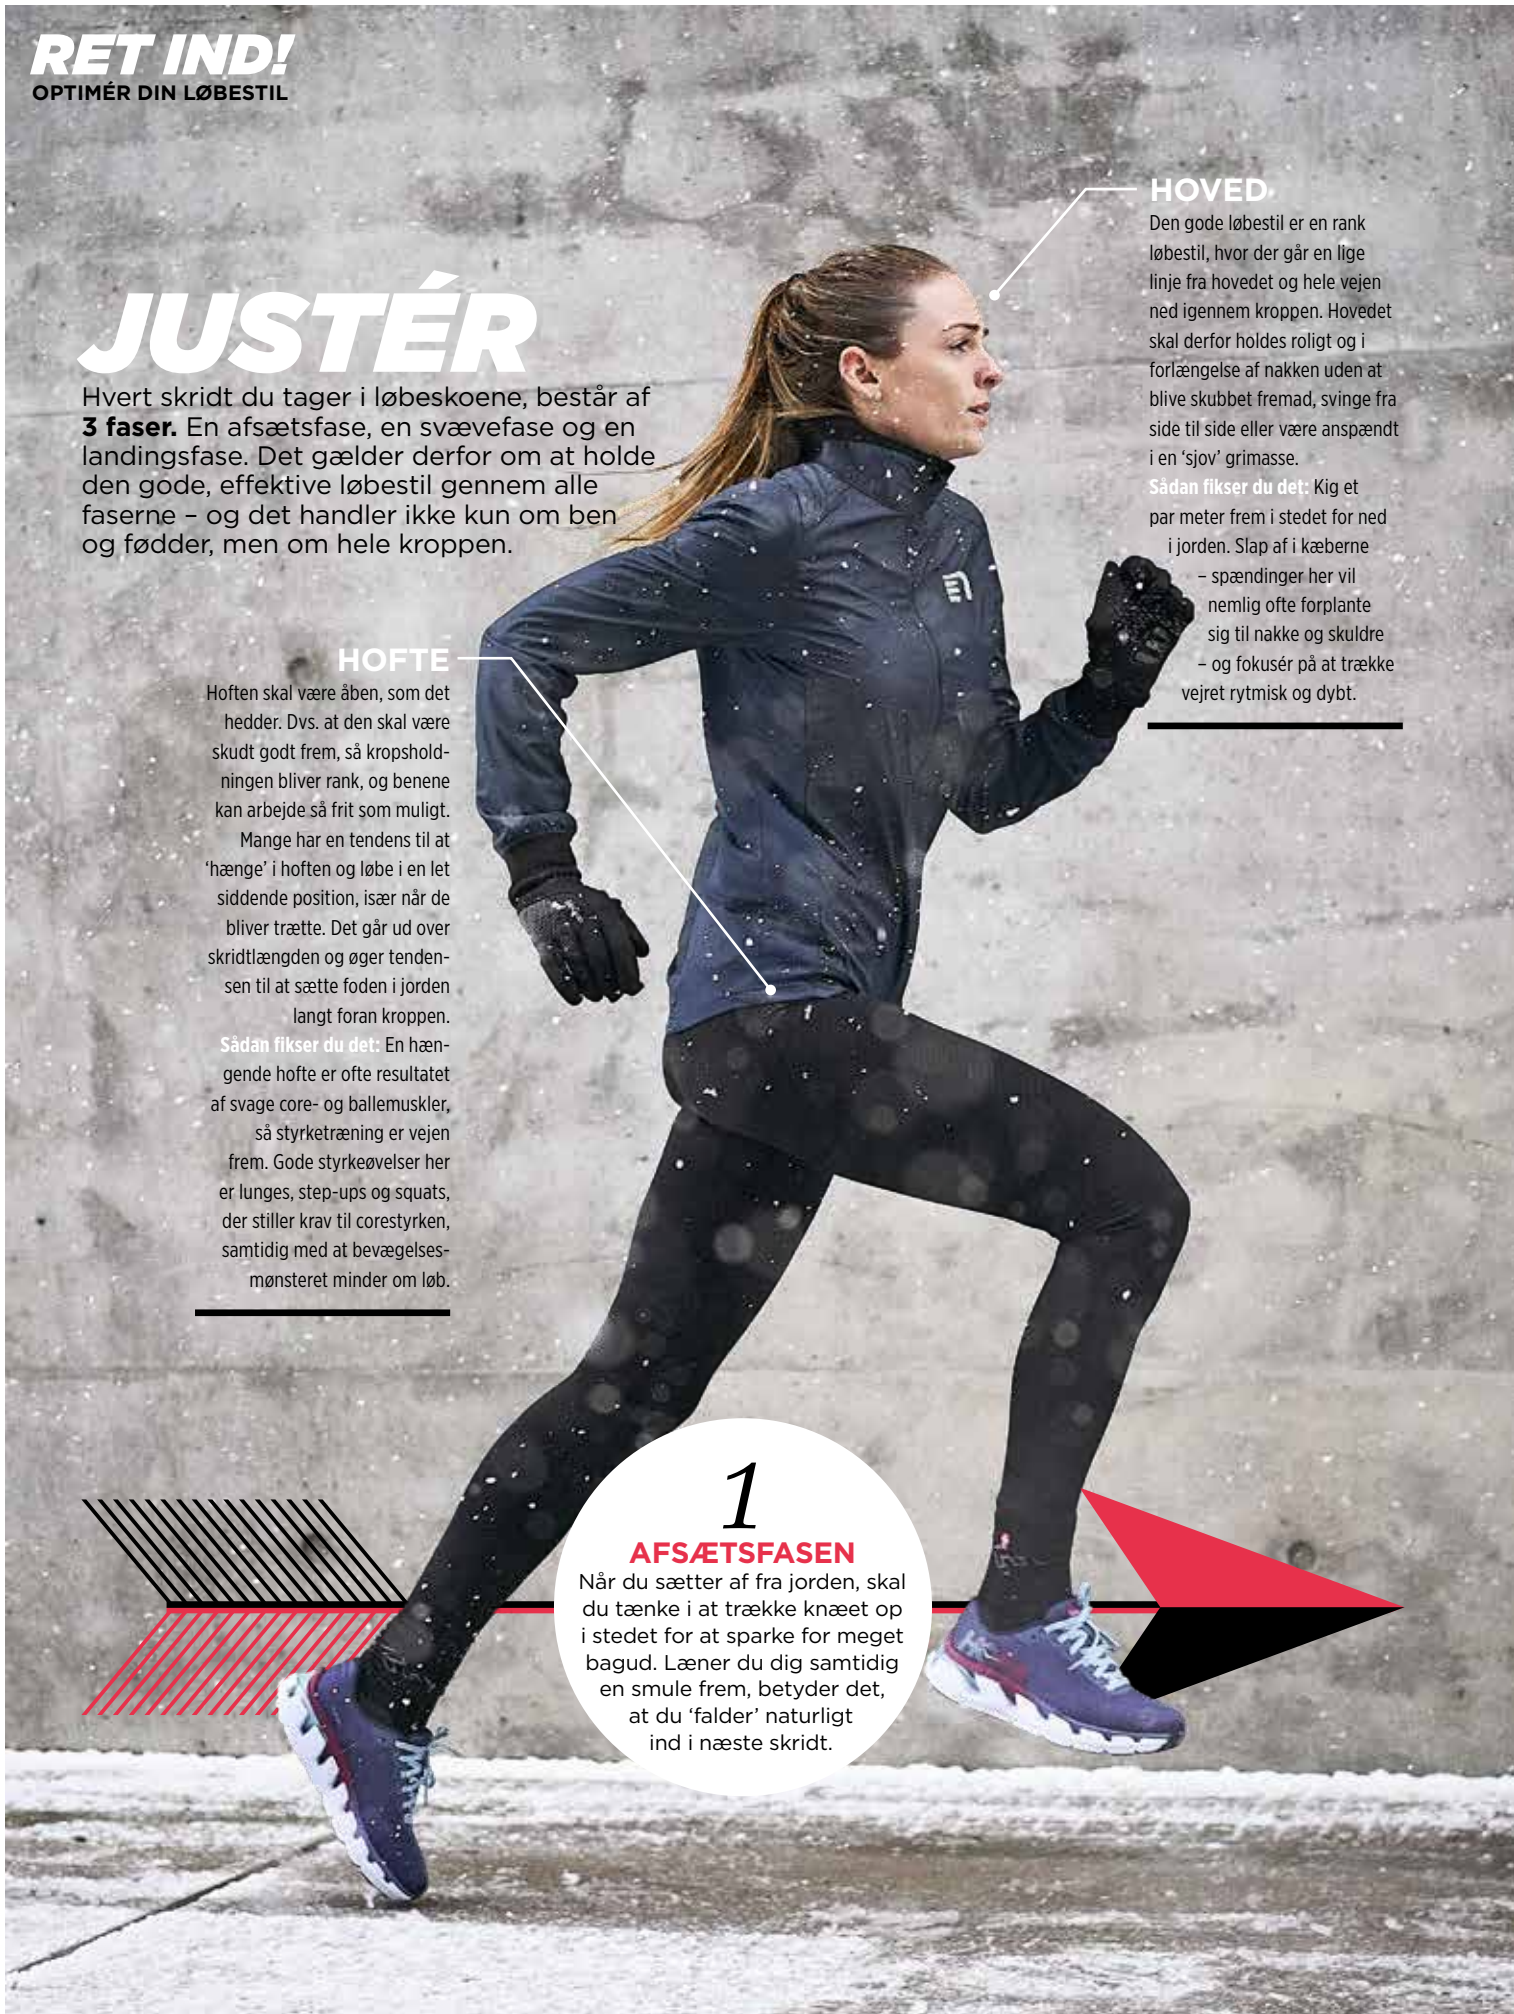 RET IND!
OPTIMÉR DIN LØBESTIL
JUSTÉR
Hvert skridt du tager i løbeskoene, består af
3 faser. En afsætsfase, en svævefase og en
landingsfase. Det gælder derfor om at holde
den gode, effektive løbestil gennem alle
faserne – og det handler ikke kun om ben
og fødder, men om hele kroppen.
HOVED
Den gode løbestil er en rank
løbestil, hvor der går en lige
linje fra hovedet og hele vejen
ned igennem kroppen. Hovedet
skal derfor holdes roligt og i
forlængelse af nakken uden at
blive skubbet fremad, svinge fra
side til side eller være anspændt
i en ‘sjov’ grimasse.
Sådan fikser du det: Kig et
par meter frem i stedet for ned
i jorden. Slap af i kæberne
– spændinger her vil
nemlig ofte forplante
sig til nakke og skuldre
– og fokusér på at trække
vejret rytmisk og dybt.
HOFTE
Hoften skal være åben, som det
hedder. Dvs. at den skal være
skudt godt frem, så kropshold-
ningen bliver rank, og benene
kan arbejde så frit som muligt.
Mange har en tendens til at
‘hænge’ i hoften og løbe i en let
siddende position, især når de
bliver trætte. Det går ud over
skridtlængden og øger tenden-
sen til at sætte foden i jorden
langt foran kroppen.
Sådan fikser du det: En hæn-
gende hofte er ofte resultatet
af svage core- og ballemuskler,
så styrketræning er vejen
frem. Gode styrkeøvelser her
er lunges, step-ups og squats,
der stiller krav til corestyrken,
samtidig med at bevægelses-
mønsteret minder om løb.
1
AFSÆTSFASEN
Når du sætter af fra jorden, skal
du tænke i at trække knæet op
i stedet for at sparke for meget
bagud. Læner du dig samtidig
en smule frem, betyder det,
at du ‘falder’ naturligt
ind i næste skridt.